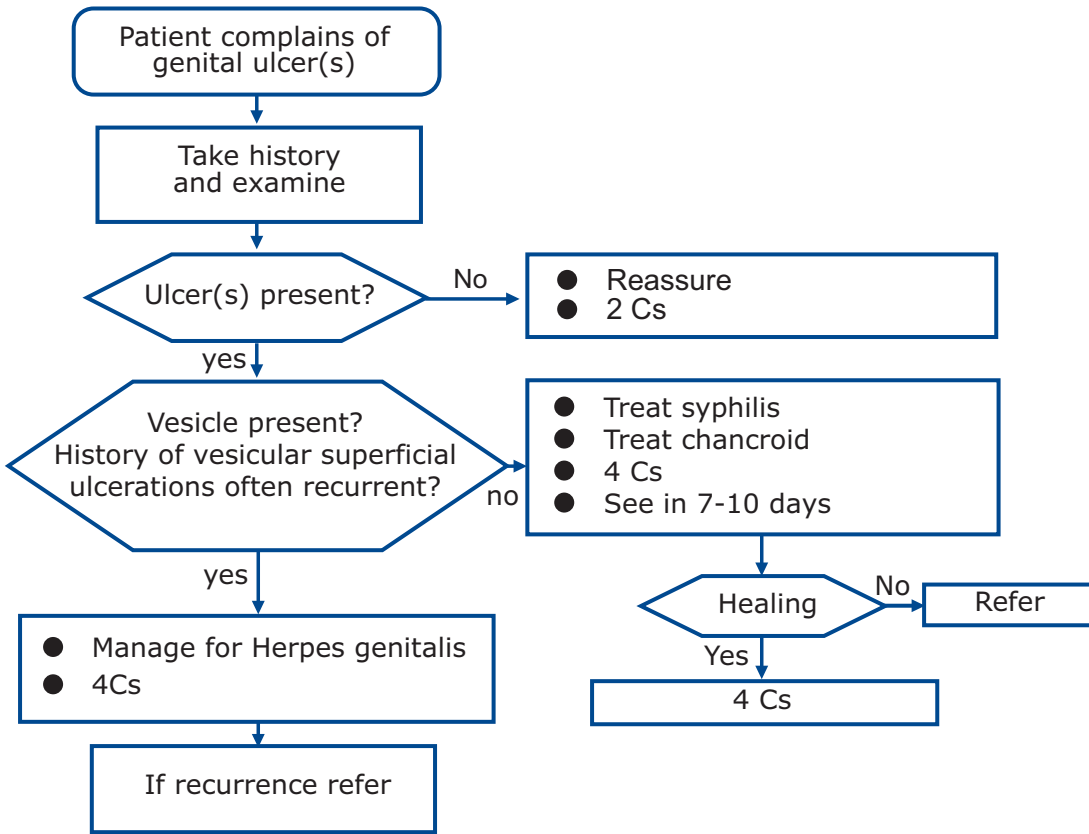 Patient complains of
genital ulcer(s)
Take history
and examine
Ulcer(s) present?
No
● Reassure
● 2 Cs
yes
Vesicle present?
History of vesicular superficial
ulcerations often recurrent?
no
● Treat syphilis
● Treat chancroid
● 4 Cs
● See in 7-10 days
yes
Healing
No
Refer
Yes
4 Cs
● Manage for Herpes genitalis
● 4Cs
If recurrence refer